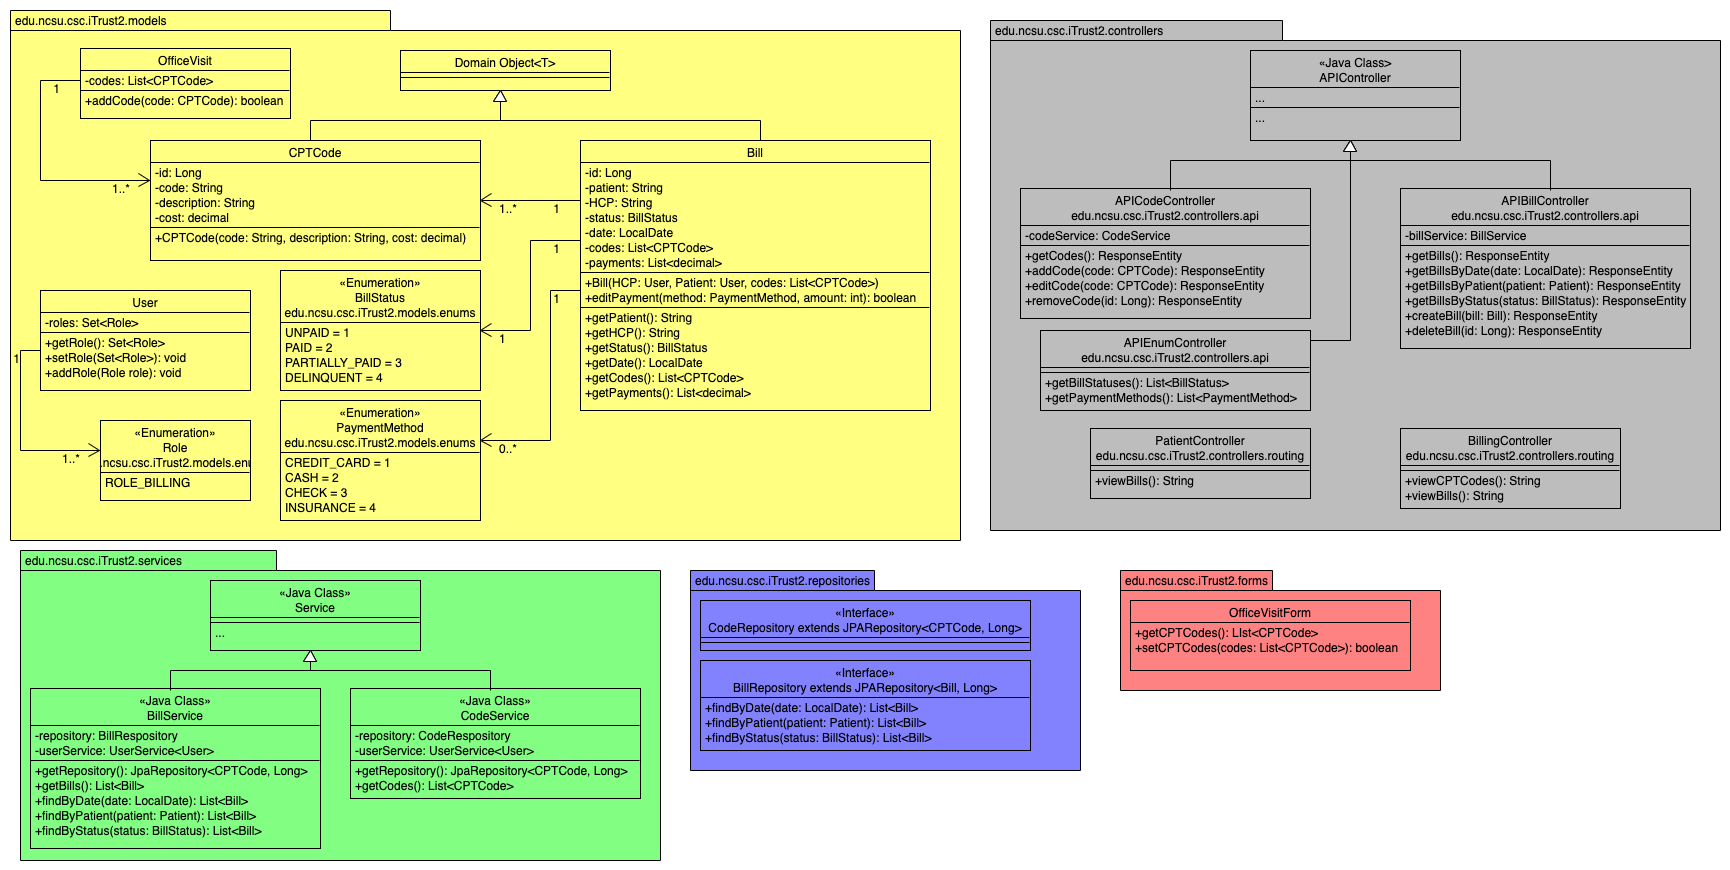 edu.ncsu.csc.iTrust2.models
OfficeVisit
-codes: List<CPTCode>
+addCode(code: CPTCode): boolean
1
1..*
Domain Object<T>
CPTCode
-id: Long
-code: String
-description: String
-cost: decimal
+CPTCode(code: String, description: String, cost: decimal)
Bill
-id: Long
-patient: String
-HCP: String
-status: BillStatus
-date: LocalDate
-codes: List<CPTCode>
-payments: List<decimal>
+Bill(HCP: User, Patient: User, codes: List<CPTCode>)
+editPayment(method: PaymentMethod, amount: int): boolean
+getPatient(): String
+getHCP(): String
+getStatus(): BillStatus
+getDate(): LocalDate
+getCodes(): List<CPTCode>
+getPayments(): List<decimal>
1..*
1
1
1
1
0..*
«Enumeration»
BillStatus
edu.ncsu.csc.iTrust2.models.enums
UNPAID = 1
PAID = 2
PARTIALLY_PAID = 3
DELINQUENT = 4
User
-roles: Set<Role>
+getRole(): Set<Role>
+setRole(Set<Role>): void
+addRole(Role role): void
1
1..*
«Enumeration»
Role
.ncsu.csc.iTrust2.models.enu
ROLE_BILLING
«Enumeration»
PaymentMethod
edu.ncsu.csc.iTrust2.models.enums
CREDIT_CARD = 1
CASH = 2
CHECK = 3
INSURANCE = 4
edu.ncsu.csc.iTrust2.controllers
«Java Class»
APIController
...
...
APICodeController
edu.ncsu.csc.iTrust2.controllers.api
-codeService: CodeService
+getCodes(): ResponseEntity
+addCode(code: CPTCode): ResponseEntity
+editCode(code: CPTCode): ResponseEntity
+removeCode(id: Long): ResponseEntity
APIBillController
edu.ncsu.csc.iTrust2.controllers.api
-billService: BillService
+getBills(): ResponseEntity
+getBillsByDate(date: LocalDate): ResponseEntity
+getBillsByPatient(patient: Patient): ResponseEntity
+getBillsByStatus(status: BillStatus): ResponseEntity
+createBill(bill: Bill): ResponseEntity
+deleteBill(id: Long): ResponseEntity
APIEnumController
edu.ncsu.csc.iTrust2.controllers.api
+getBillStatuses(): List<BillStatus>
+getPaymentMethods(): List<PaymentMethod>
PatientController
edu.ncsu.csc.iTrust2.controllers.routing
+viewBills(): String
BillingController
edu.ncsu.csc.iTrust2.controllers.routing
+viewCPTCodes(): String
+viewBills(): String
edu.ncsu.csc.iTrust2.services
«Java Class»
Service
...
«Java Class»
BillService
-repository: BillRespository
-userService: UserService<User>
+getRepository(): JpaRepository<CPTCode, Long>
+getBills(): List<Bill>
+findByDate(date: LocalDate): List<Bill>
+findByPatient(patient: Patient): List<Bill>
+findByStatus(status: BillStatus): List<Bill>
«Java Class»
CodeService
-repository: CodeRespository
-userService: UserService<User>
+getRepository(): JpaRepository<CPTCode, Long>
+getCodes(): List<CPTCode>
edu.ncsu.csc.iTrust2.repositories
«Interface»
CodeRepository extends JPARepository<CPTCode, Long>
«Interface»
BillRepository extends JPARepository<Bill, Long>
+findByDate(date: LocalDate): List<Bill>
+findByPatient(patient: Patient): List<Bill>
+findByStatus(status: BillStatus): List<Bill>
edu.ncsu.csc.iTrust2.forms
OfficeVisitForm
+getCPTCodes(): LIst<CPTCode>
+setCPTCodes(codes: List<CPTCode>): boolean